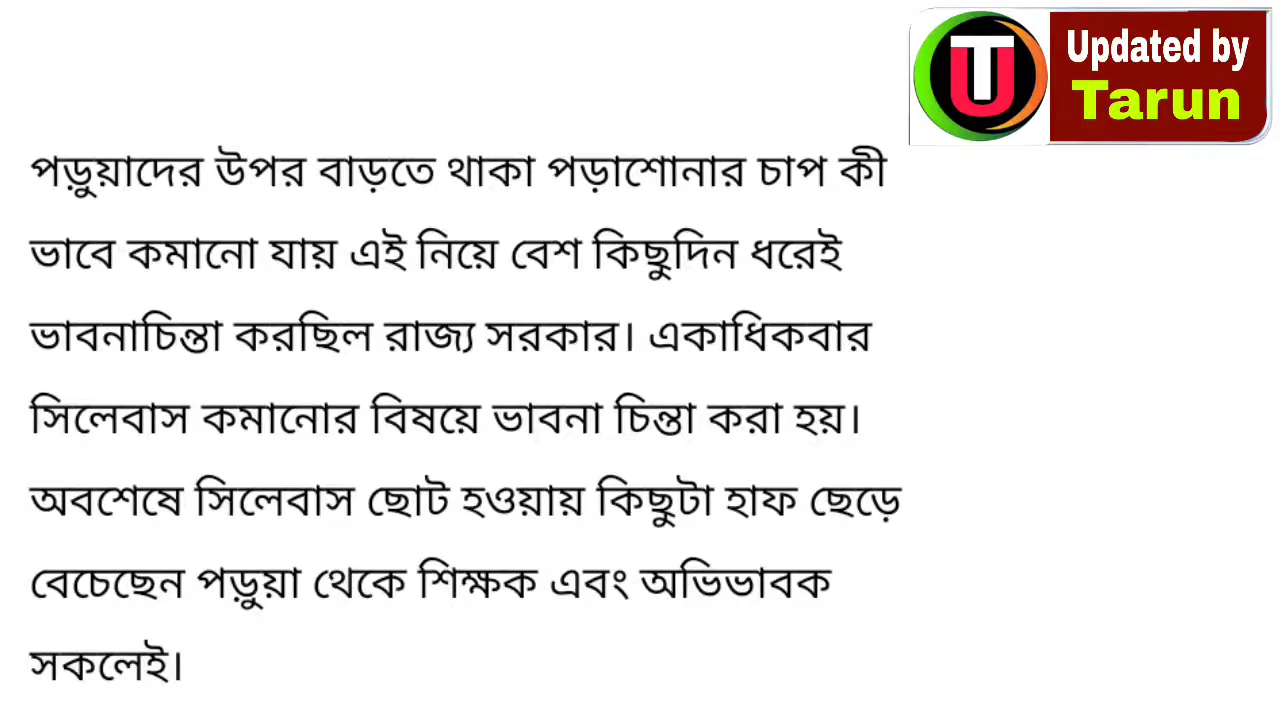 Updated by
Tarun
পড়ুয়াদের উপর বাড়তে থাকা পড়াশোনার চাপ কী
ভাবে কমানো যায় এই নিয়ে বেশ কিছুদিন ধরেই
ভাবনাচিন্তা করছিল রাজ্য সরকার। একাধিকবার
সিলেবাস কমানোর বিষয়ে ভাবনা চিন্তা করা হয়।
অবশেষে সিলেবাস ছোট হওয়ায় কিছুটা হাফ ছেড়ে
বেচেছেন পড়ুয়া থেকে শিক্ষক এবং অভিভাবক
সকলেই।